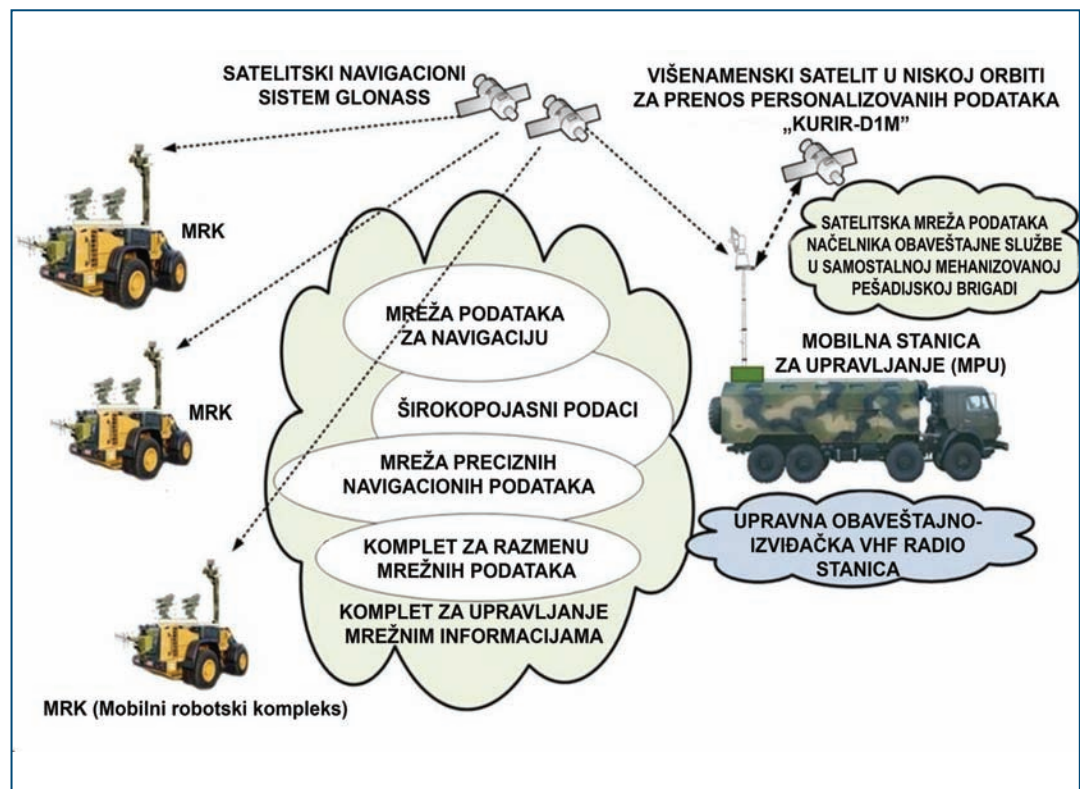 SATELITSKI NAVIGACIONI
SISTEM GLONASS
VIŠENAMENSKI SATELIT U NISKOJ ORBITI
ZA PRENOS PERSONALIZOVANIH PODATAKA
„KURIR-D1M”
MRK
SATELITSKA MREŽA PODATAKA
NAČELNIKA OBAVEŠTAJNE SLUŽBE
U SAMOSTALNOJ MEHANIZOVANOJ
PEŠADIJSKOJ BRIGADI
MREŽA PODATAKA
ZA NAVIGACIJU
MOBILNA STANICA
ZA UPRAVLJANJE (MPU)
MRK
ŠIROKOPOJASNI PODACI
MREŽA PRECIZNIH
NAVIGACIONIH PODATAKA
UPRAVNA OBAVEŠTAJNO-
IZVIĐAČKA VHF RADIO
STANICA
KOMPLET ZA RAZMENU
MREŽNIH PODATAKA
KOMPLET ZA UPRAVLJANJE
MREŽNIM INFORMACIJAMA
MRK (Mobilni robotski kompleks)